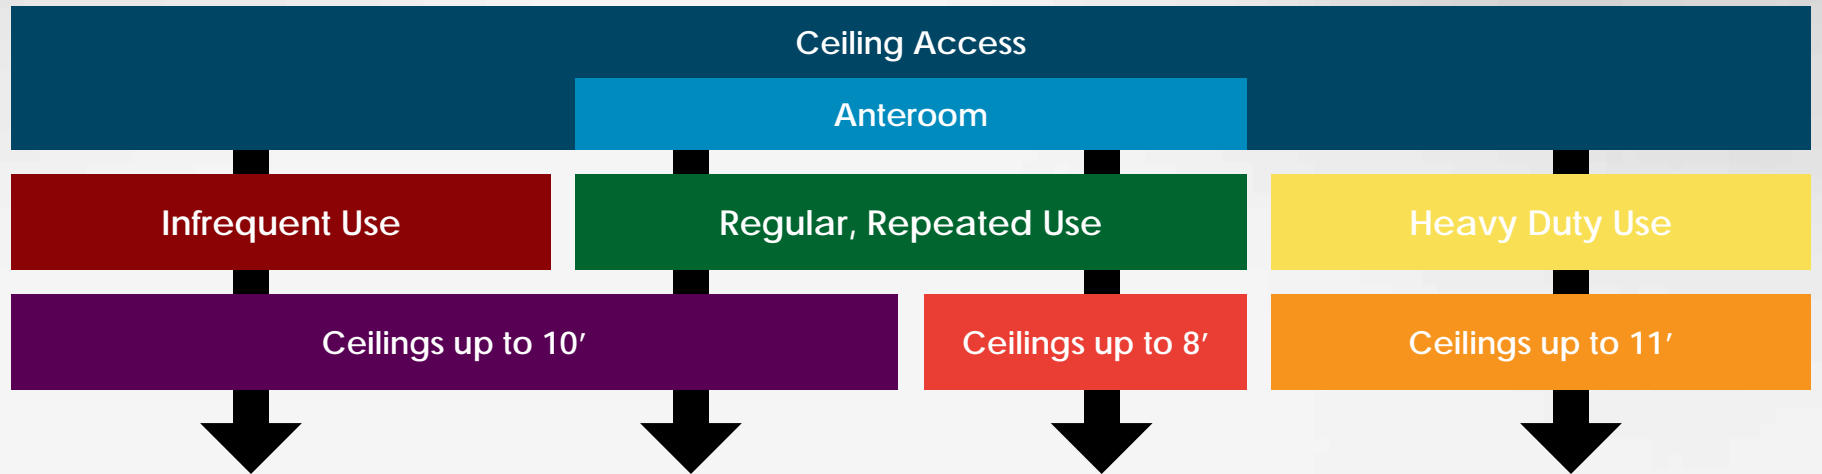 Ceiling Access
Anteroom
Infrequent Use
Regular, Repeated Use
Heavy Duty Use
Ceilings up to 10′
Ceilings up to 8′
Ceilings up to 11′